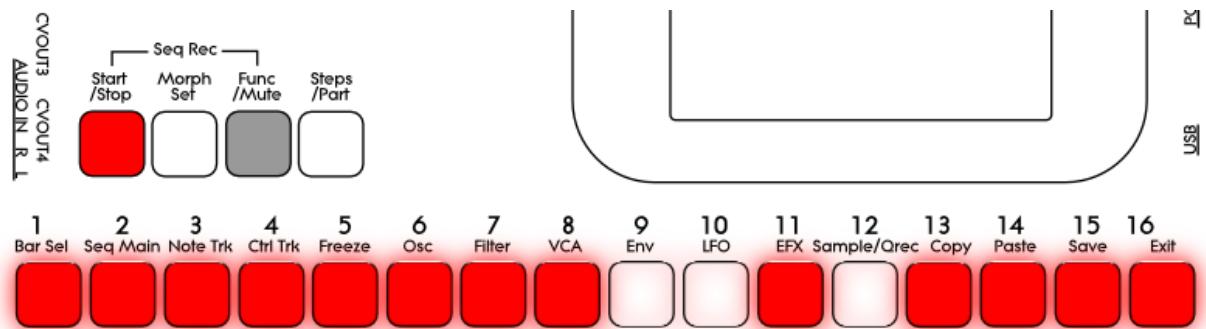 CVOUT3 CVOUT4
AUDIO IN R L
PC
USB
Seq Rec
Start Morph Func Steps
/Stop Set /Mute /Part
1 2 3 4 5 6 7 8 9 10 11 12 13 14 15 16
Bar Sel Seq Main Note Trk Ctrl Trk Freeze Osc Filter VCA Env LFO EFX Sample/Qrec Copy Paste Save Exit